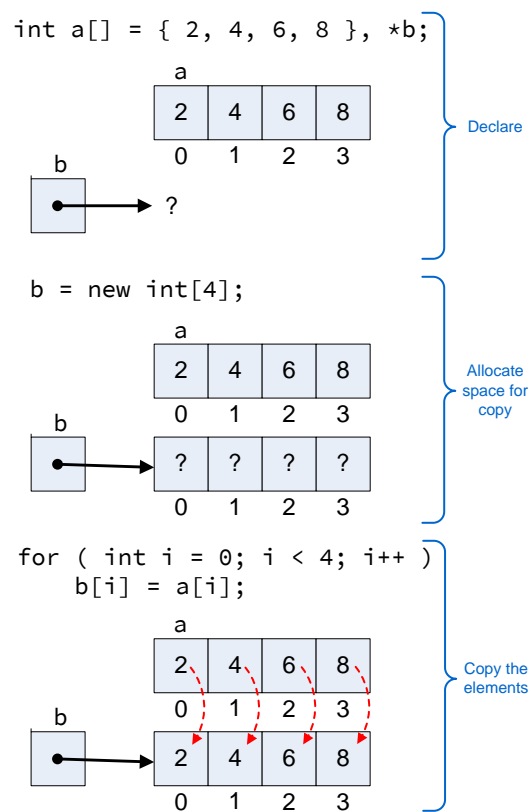 int a[] = { 2, 4, 6, 8 }, *b;
a
2 4 6 8
0 1 2 3
b
?
Declare
b = new int[4];
a
2 4 6 8
0 1 2 3
b
? ? ? ?
0 1 2 3
Allocate
space for
copy
for ( int i = 0; i < 4; i++ )
b[i] = a[i];
a
2 4 6 8
0 1 2 3
b
2 4 6 8
0 1 2 3
Copy the
elements